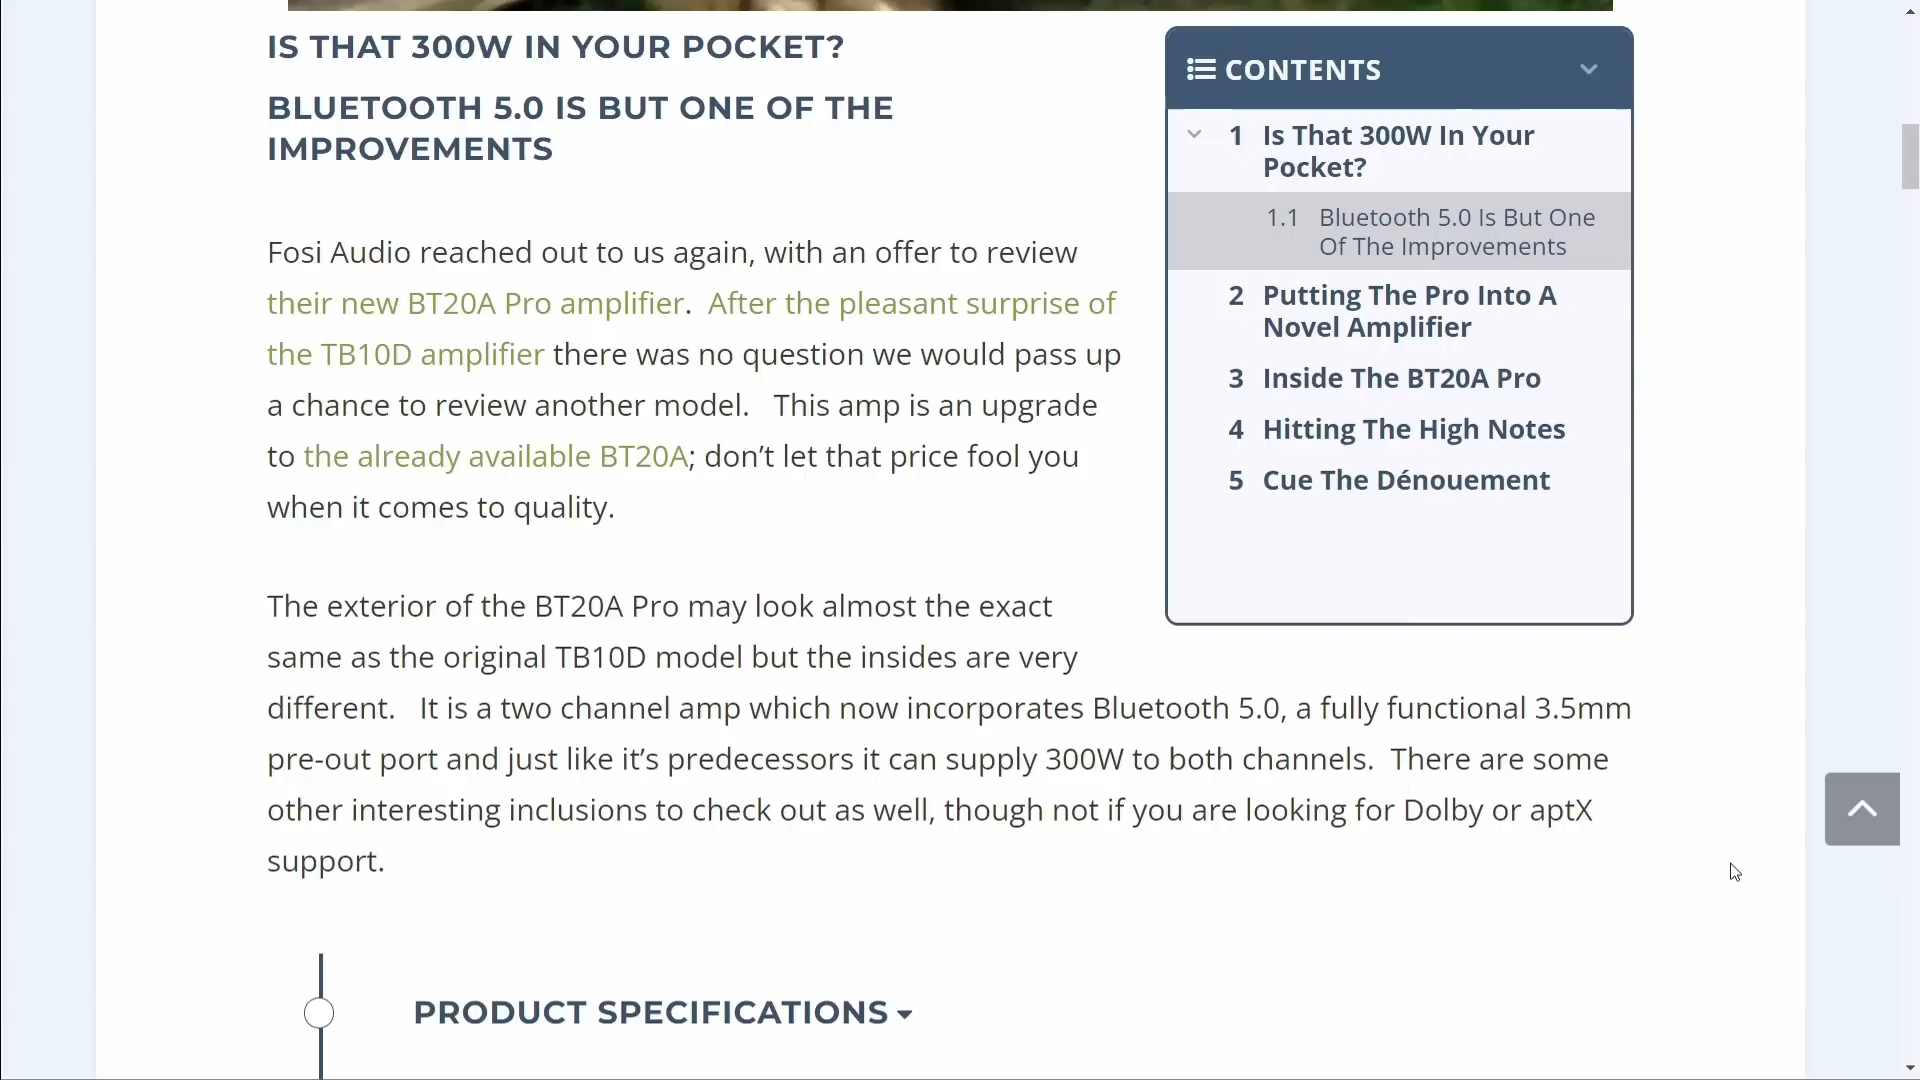 IS THAT 300W IN YOUR POCKET?
BLUETOOTH 5.0 IS BUT ONE OF THE
IMPROVEMENTS
Fosi Audio reached out to us again, with an offer to review
their new BT20A Pro amplifier.  After the pleasant surprise of
the TB10D amplifier there was no question we would pass up
a chance to review another model.   This amp is an upgrade
to the already available BT20A; don’t let that price fool you
when it comes to quality.
The exterior of the BT20A Pro may look almost the exact
same as the original TB10D model but the insides are very
different.   It is a two channel amp which now incorporates Bluetooth 5.0, a fully functional 3.5mm
pre-out port and just like it’s predecessors it can supply 300W to both channels.  There are some
other interesting inclusions to check out as well, though not if you are looking for Dolby or aptX
support.
PRODUCT SPECIFICATIONS
CONTENTS
1 Is That 300W In Your
Pocket?
1.1 Bluetooth 5.0 Is But One
Of The Improvements
2 Putting The Pro Into A
Novel Amplifier
3 Inside The BT20A Pro
4 Hitting The High Notes
5 Cue The Dénouement